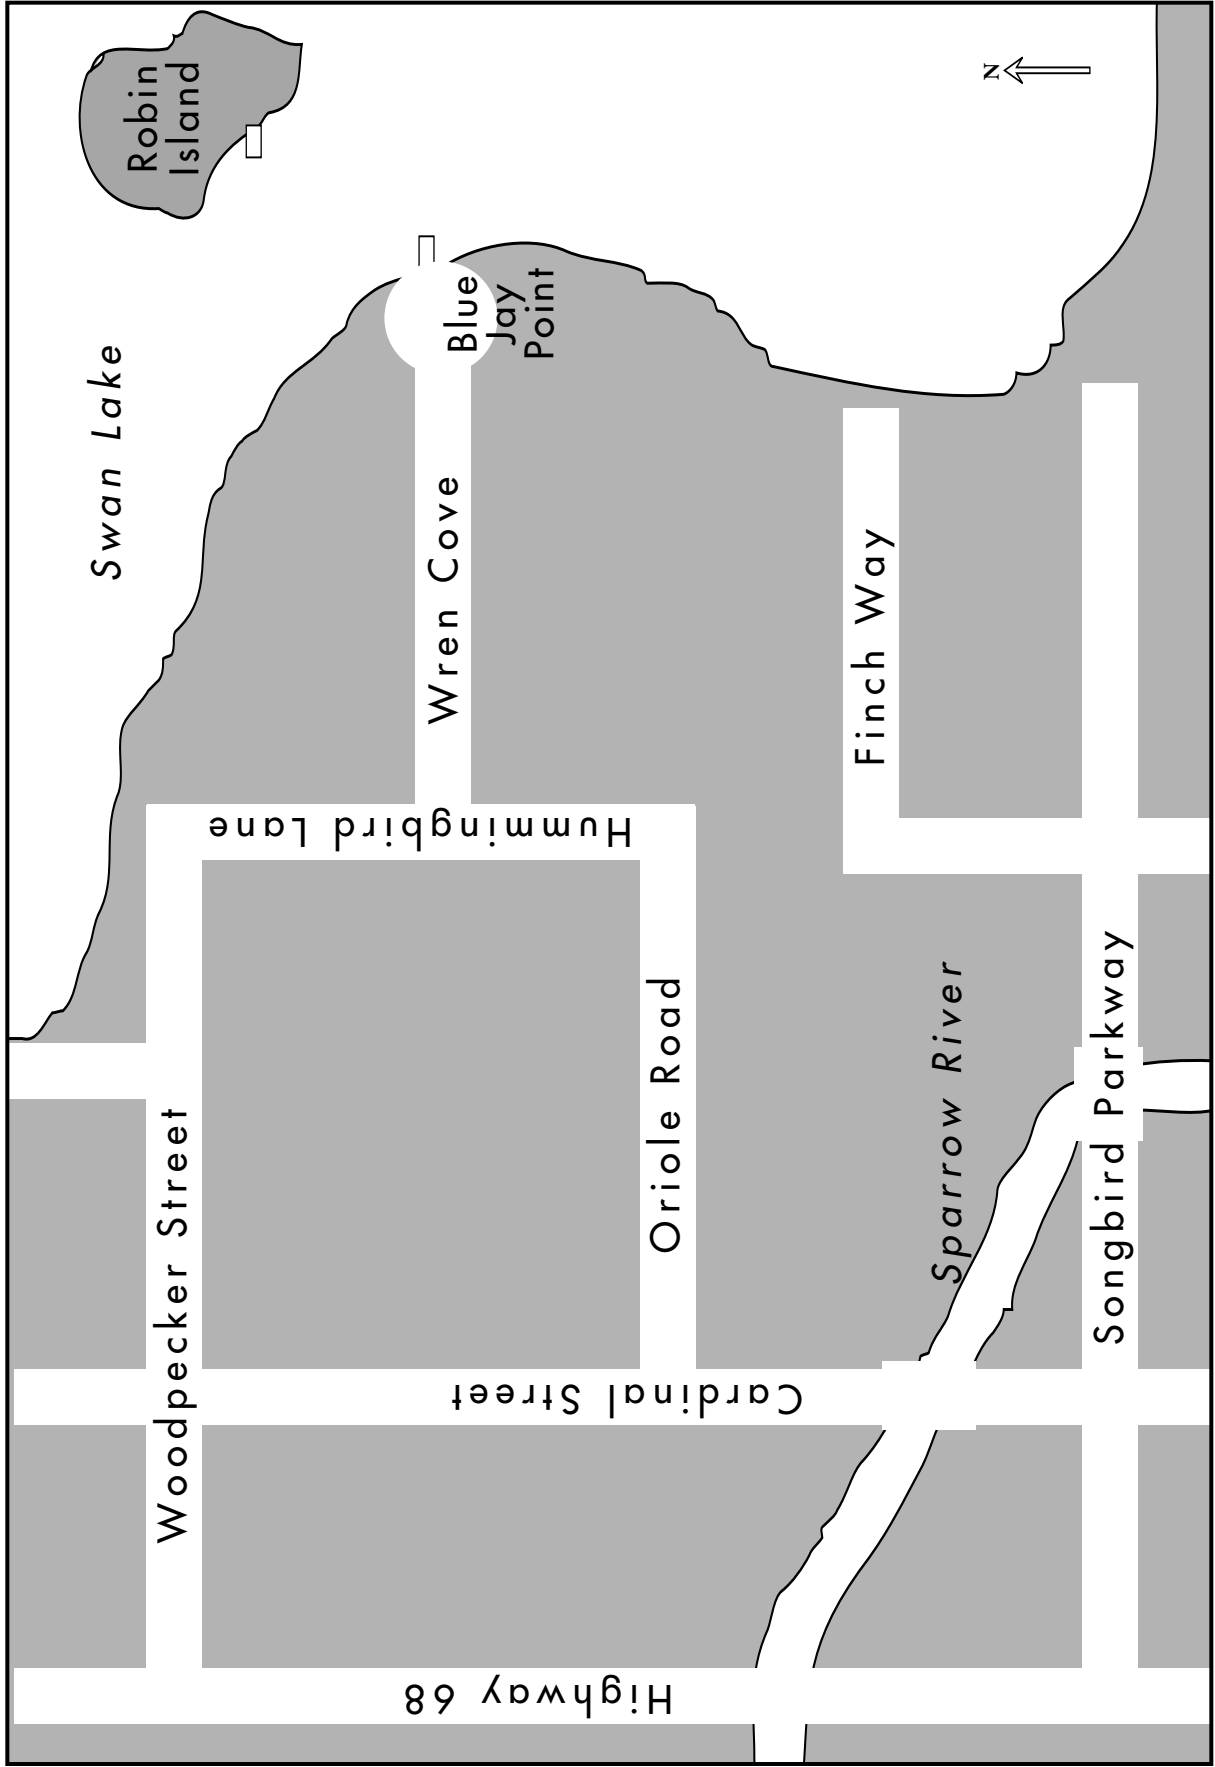 Swan Lake
Robin
Island
Woodpecker Street
Hummingbird Lane
Wren Cove
Blue
Jay
Point
Highway 68
Cardinal Street
Oriole Road
Finch Way
Sparrow River
N
Songbird Parkway